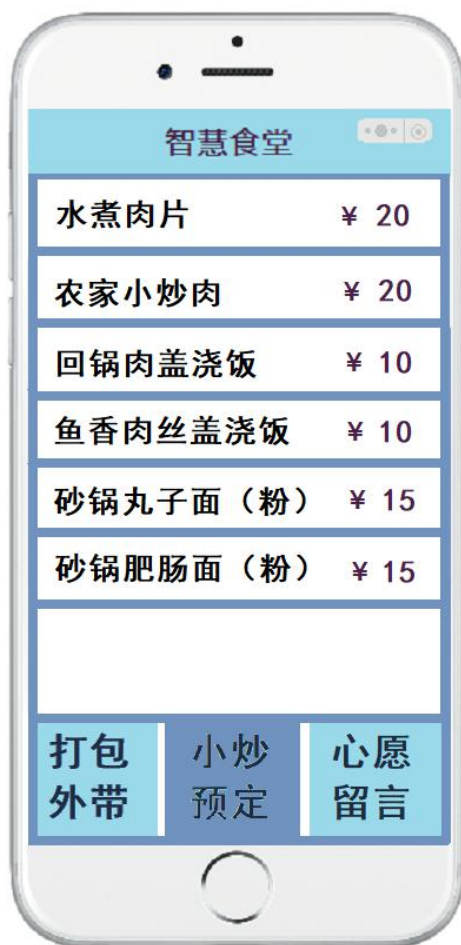 智慧食堂
水煮肉片 ¥ 20
农家小炒肉 ¥ 20
回锅肉盖浇饭 ¥ 10
鱼香肉丝盖浇饭 ¥ 10
砂锅丸子面（粉） ¥ 15
砂锅肥肠面（粉） ¥ 15
打包
外带
小炒
预定
心愿
留言